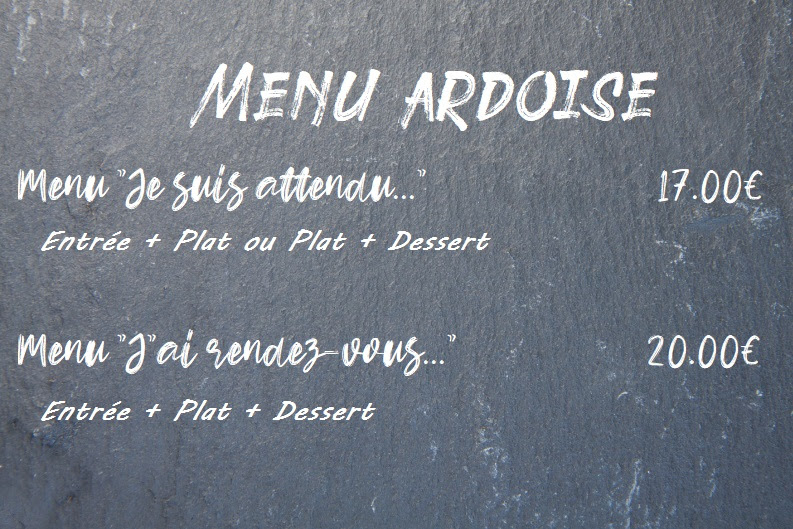 MENU ARDOISE
Menu "Je suis attendu..." 17.00€
Entrée + Plat ou Plat + Dessert
Menu "J"ai rendez-vous..." 20.00€
Entrée + Plat + Dessert